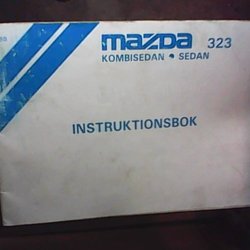 mazda 323
KOMBISEDAN • SEDAN
INSTRUKTIONSBOK